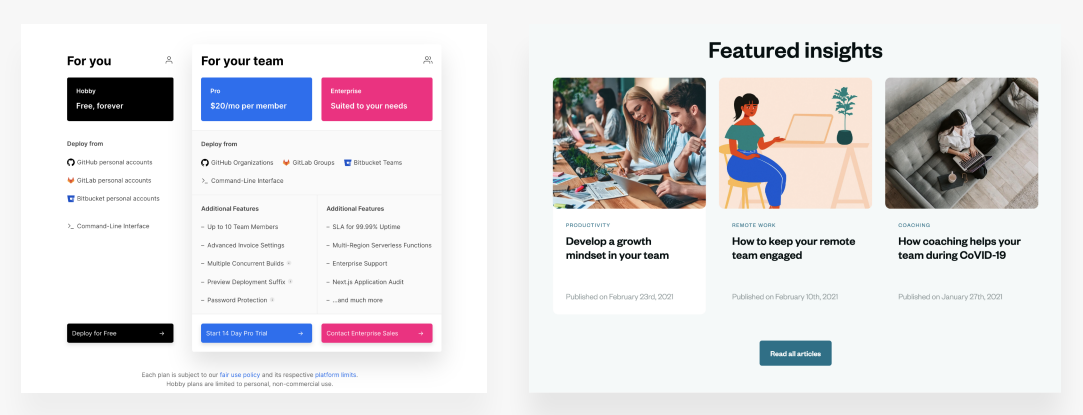 For you
Hobby
Free, forever
Deploy from
GitHub personal accounts
GitLab personal accounts
Bitbucket personal accounts
Command-Line Interface
Deploy for Free →
For your team
Pro
$20/mo per member
Enterprise
Suited to your needs
Deploy from
GitHub Organizations
GitLab Groups
Bitbucket Teams
Command-Line Interface
Additional Features
– Up to 10 Team Members
– Advanced Invoice Settings
– Multiple Concurrent Builds
– Preview Deployment Suffix
– Password Protection
Start 14 Day Pro Trial →
Additional Features
– SLA for 99.99% Uptime
– Multi-Region Serverless Functions
– Enterprise Support
– Next.js Application Audit
– ...and much more
Contact Enterprise Sales →
Each plan is subject to our fair use policy and its respective platform limits.
Hobby plans are limited to personal, non-commercial use.
Featured insights
PRODUCTIVITY
Develop a growth
mindset in your team
Published on February 23rd, 2021
REMOTE WORK
How to keep your remote
team engaged
Published on February 10th, 2021
COACHING
How coaching helps your
team during CoVID-19
Published on January 27th, 2021
Read all articles